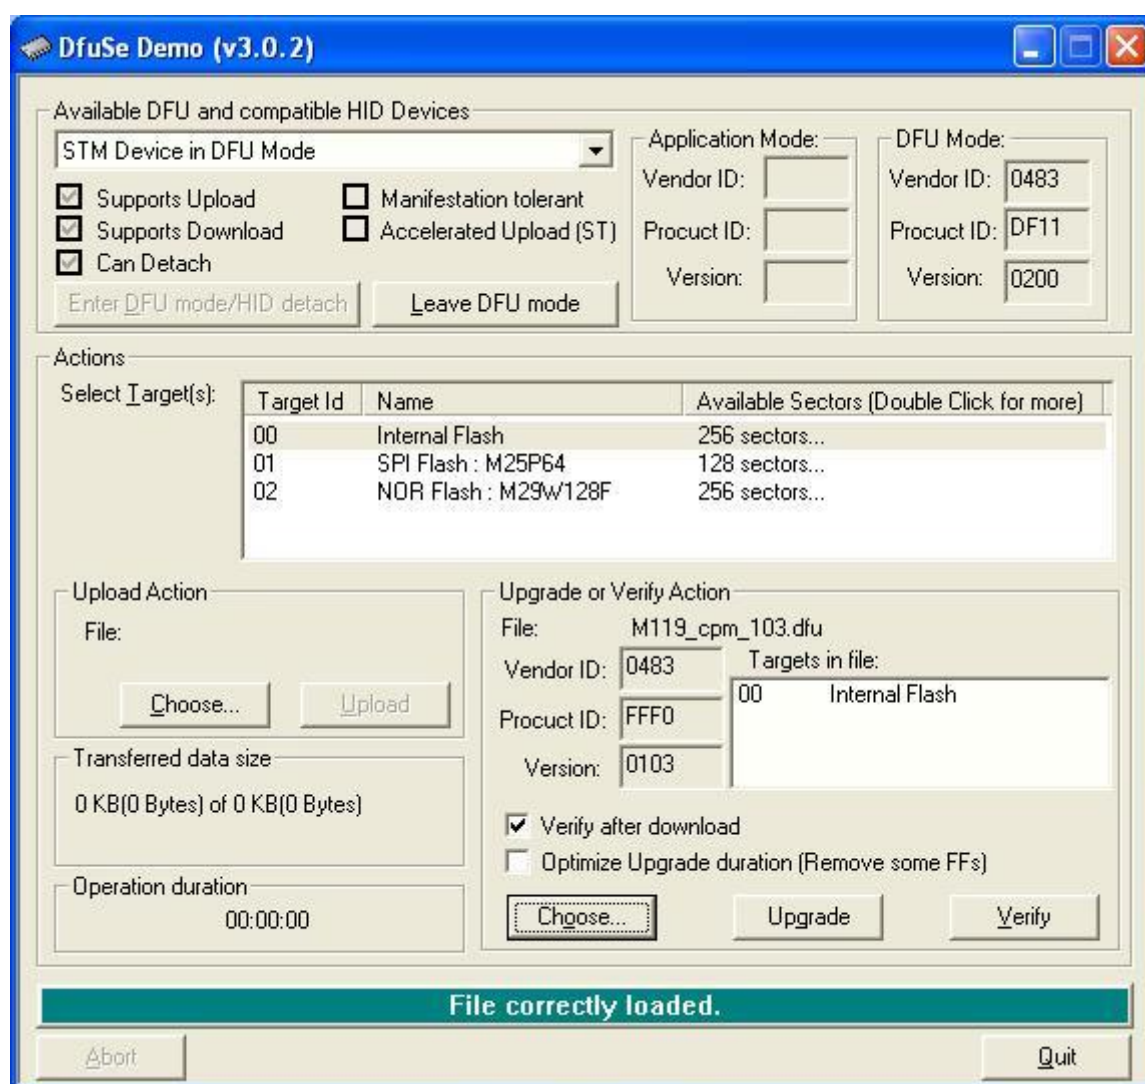 DfuSe Demo (v3.0.2)
Available DFU and compatible HID Devices
STM Device in DFU Mode
Supports Upload
Manifestation tolerant
Supports Download
Accelerated Upload (ST)
Can Detach
Enter DFU mode/HID detach
Leave DFU mode
Application Mode:
Vendor ID:
Procuct ID:
Version:
DFU Mode:
Vendor ID: 0483
Procuct ID: DF11
Version: 0200
Actions
Select Target(s):
Target Id Name Available Sectors (Double Click for more)
00 Internal Flash 256 sectors...
01 SPI Flash : M25P64 128 sectors...
02 NOR Flash : M29W128F 256 sectors...
Upload Action
File:
Choose...
Upload
Transferred data size
0 KB(0 Bytes) of 0 KB(0 Bytes)
Operation duration
00:00:00
Upgrade or Verify Action
File: M119_cpm_103.dfu
Vendor ID: 0483
Procuct ID: FFF0
Version: 0103
Targets in file:
00 Internal Flash
Verify after download
Optimize Upgrade duration (Remove some FFs)
Choose...
Upgrade
Verify
File correctly loaded.
Abort
Quit